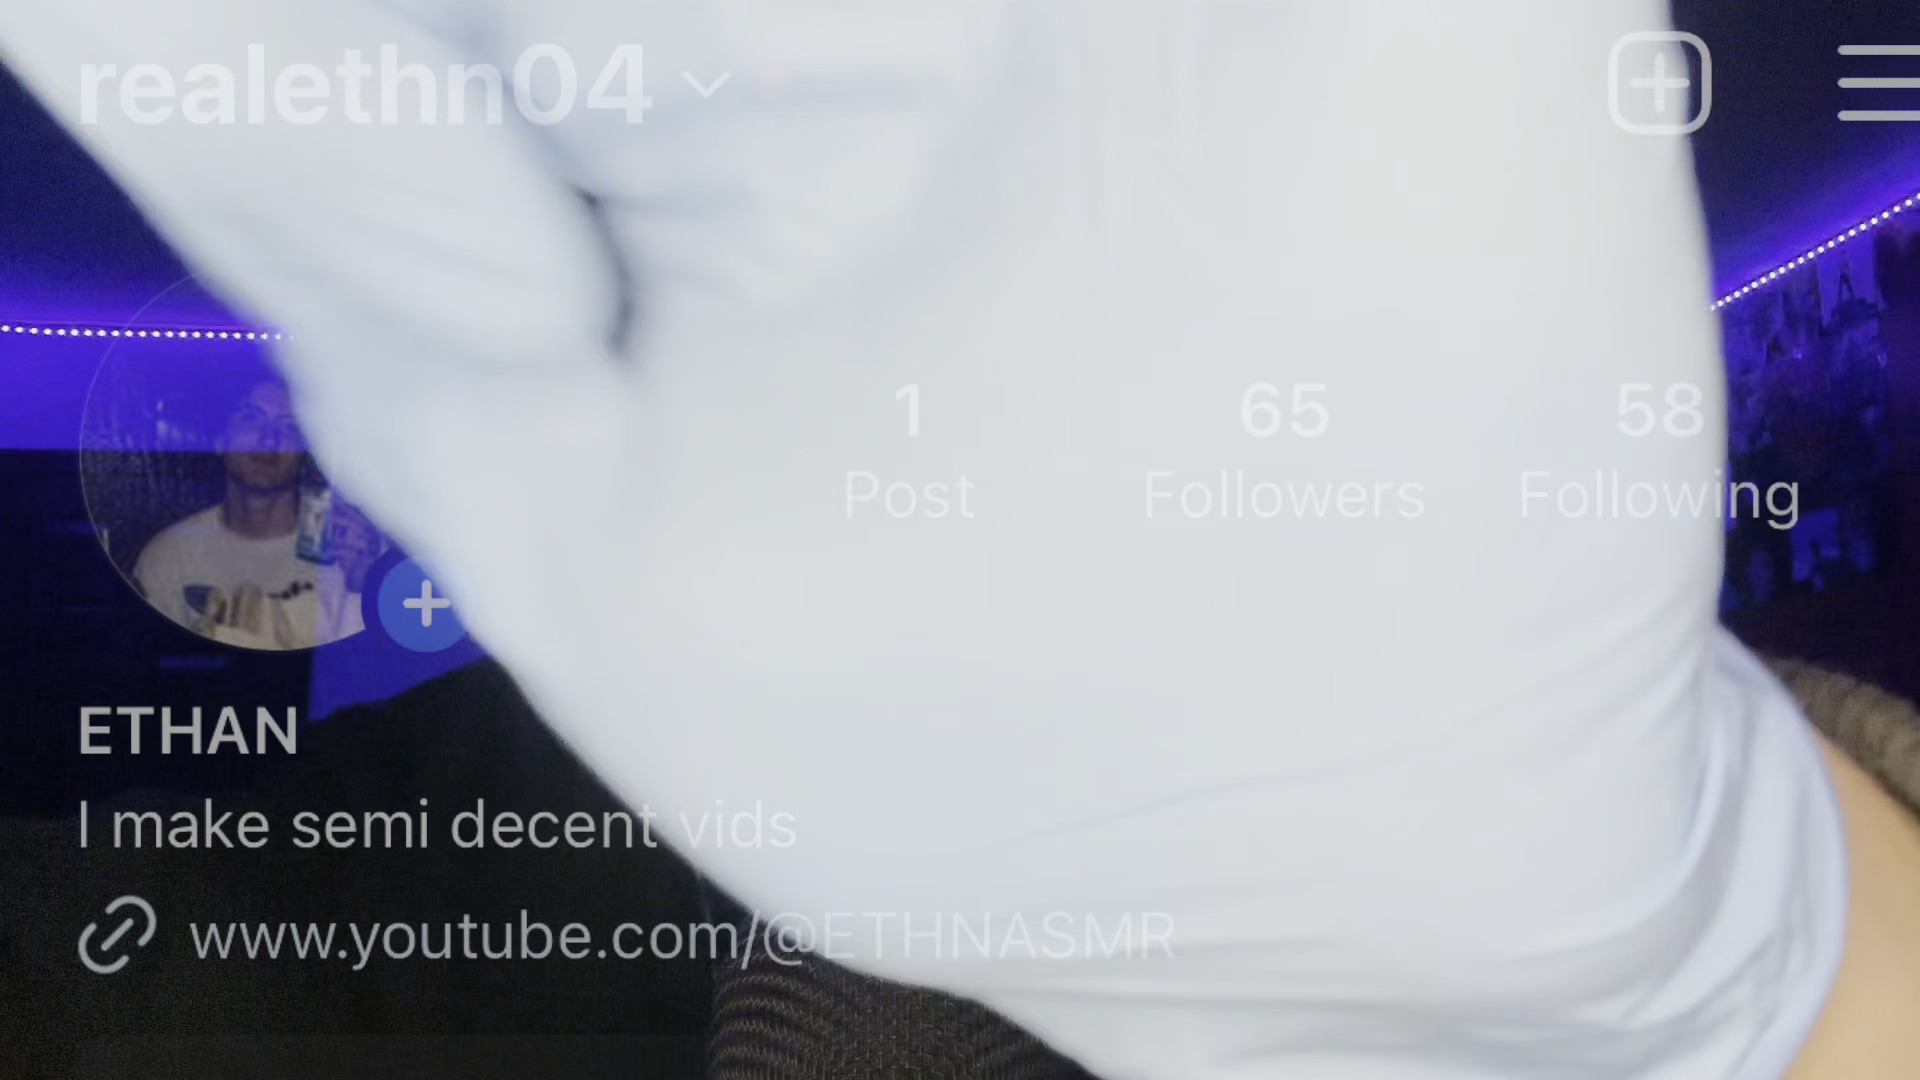 realethn04
1 65 58
Post Followers Following
ETHAN
I make semi decent vids
www.youtube.com/@ETHNASMR